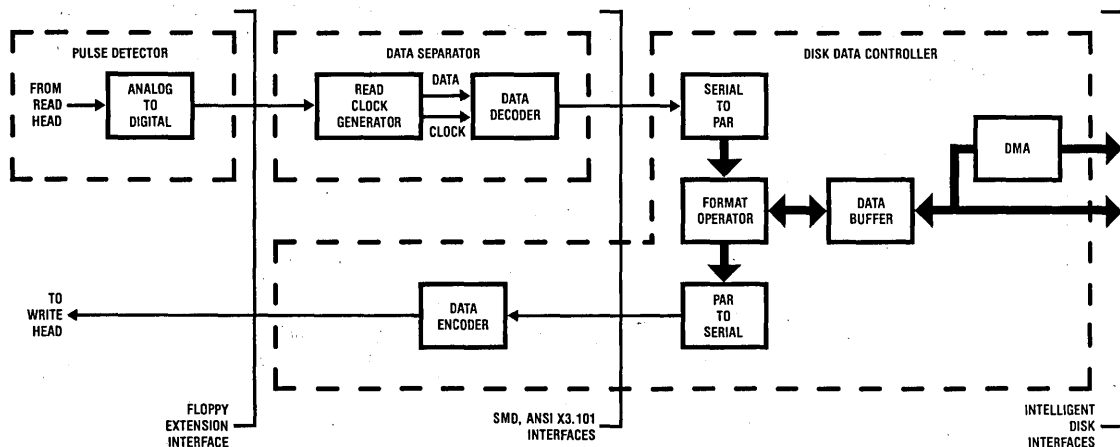 PULSE DETECTOR
DATA SEPARATOR
DISK DATA CONTROLLER
FROM
READ
HEAD
ANALOG
TO
DIGITAL
READ
CLOCK
GENERATOR
DATA
CLOCK
DATA
DECODER
SERIAL
TO
PAR
DMA
FORMAT
OPERATOR
DATA
BUFFER
TO
WRITE
HEAD
DATA
ENCODER
PAR
TO
SERIAL
FLOPPY
EXTENSION
INTERFACE
SMD, ANSI X3.101
INTERFACES
INTELLIGENT
DISK
INTERFACES